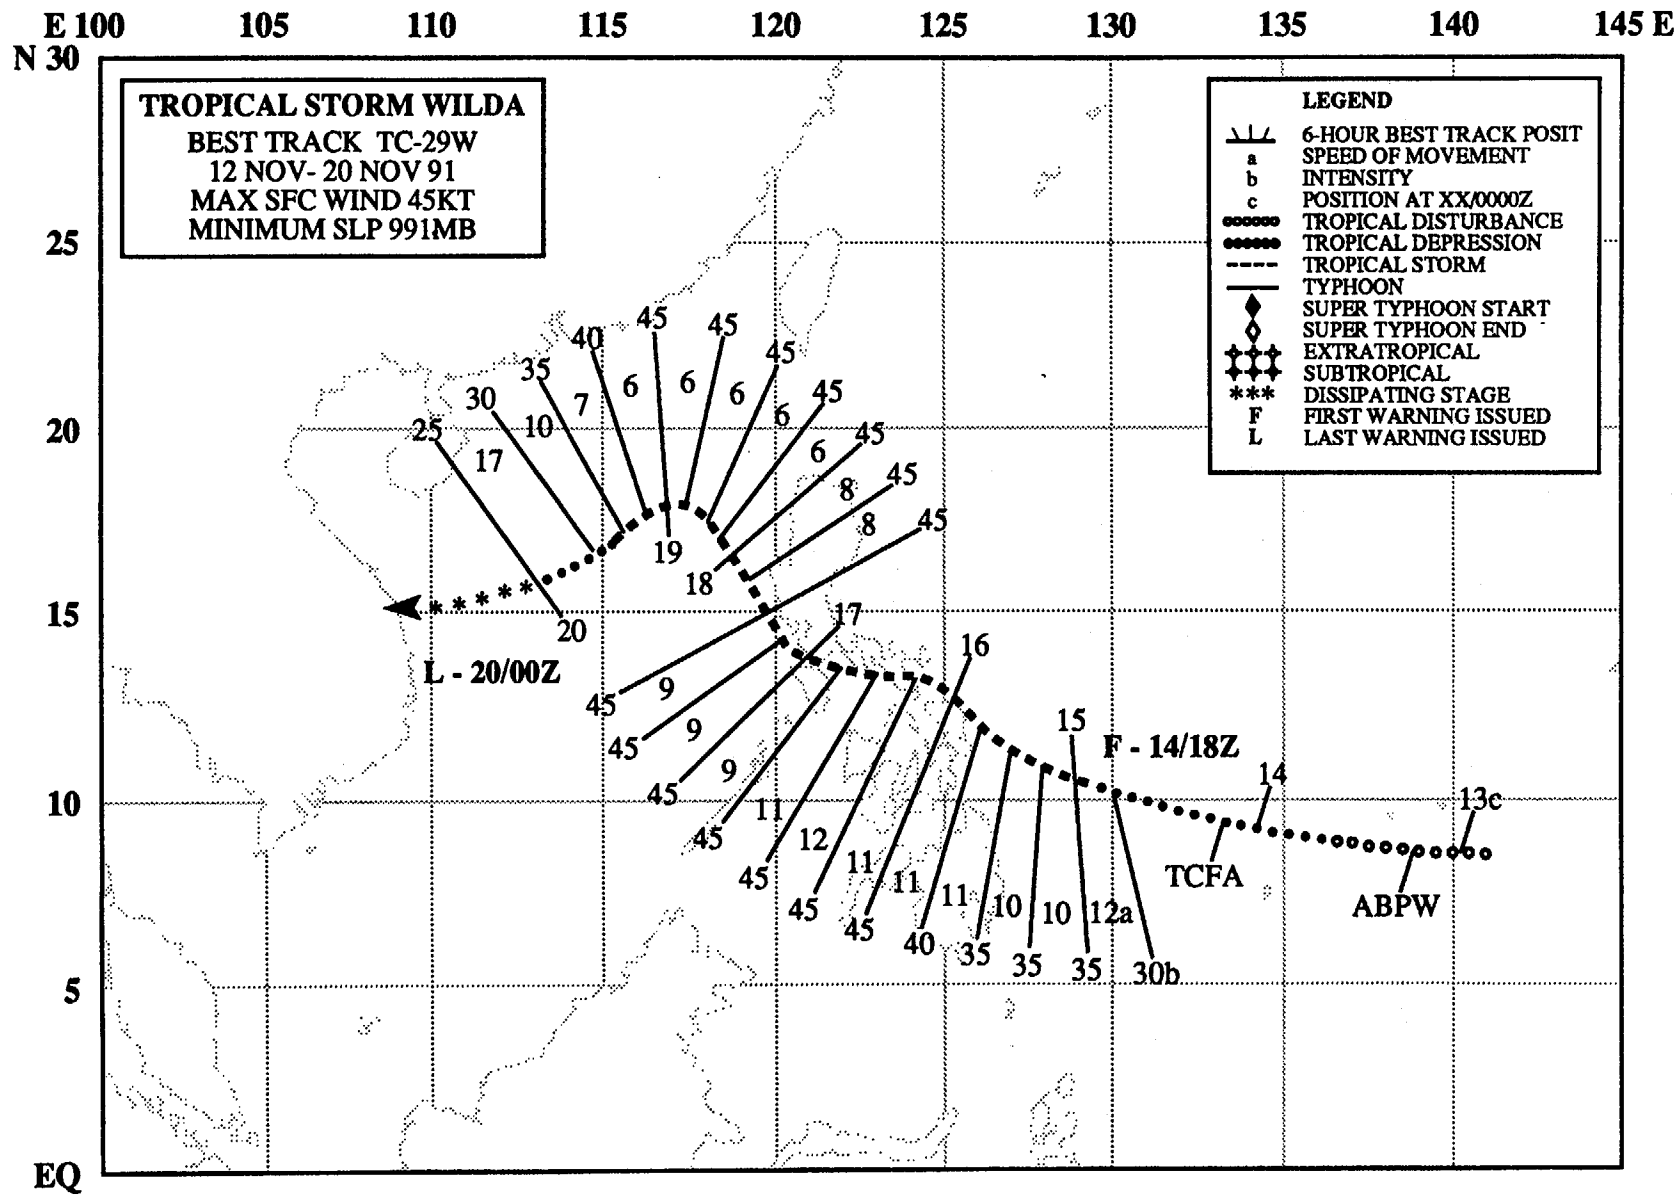 E 100 105 110 115 120 125 130 135 140 145 E
N 30
TROPICAL STORM WILDA
BEST TRACK TC-29W
12 NOV- 20 NOV 91
MAX SFC WIND 45KT
MINIMUM SLP 991MB
LEGEND
6-HOUR BEST TRACK POSIT
a SPEED OF MOVEMENT
b INTENSITY
c POSITION AT XX/0000Z
TROPICAL DISTURBANCE
TROPICAL DEPRESSION
TROPICAL STORM
TYPHOON
SUPER TYPHOON START
SUPER TYPHOON END
EXTRATROPICAL
SUBTROPICAL
*** DISSIPATING STAGE
F FIRST WARNING ISSUED
L LAST WARNING ISSUED
25
20
15
10
5
EQ
25 30 35 40 45 45 45 45 45 45 45
17 10 7 6 6 6 6 6 8 8
20 19 18 17 16 15 14 13c
L - 20/00Z
F - 14/18Z
TCFA
ABPW
45 45 45 45 45 45 45 40 35 35 35 30b
9 9 9 11 12 11 11 11 10 10 12a